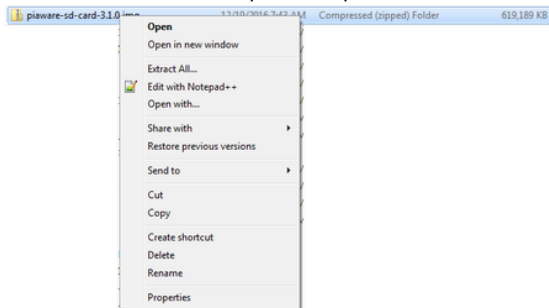 piaware-sd-card-3.1.0.img 12/19/2016 7:43 AM Compressed (zipped) Folder 619,189 KB
Open
Open in new window
Extract All...
Edit with Notepad++
Open with...
Share with
Restore previous versions
Send to
Cut
Copy
Create shortcut
Delete
Rename
Properties